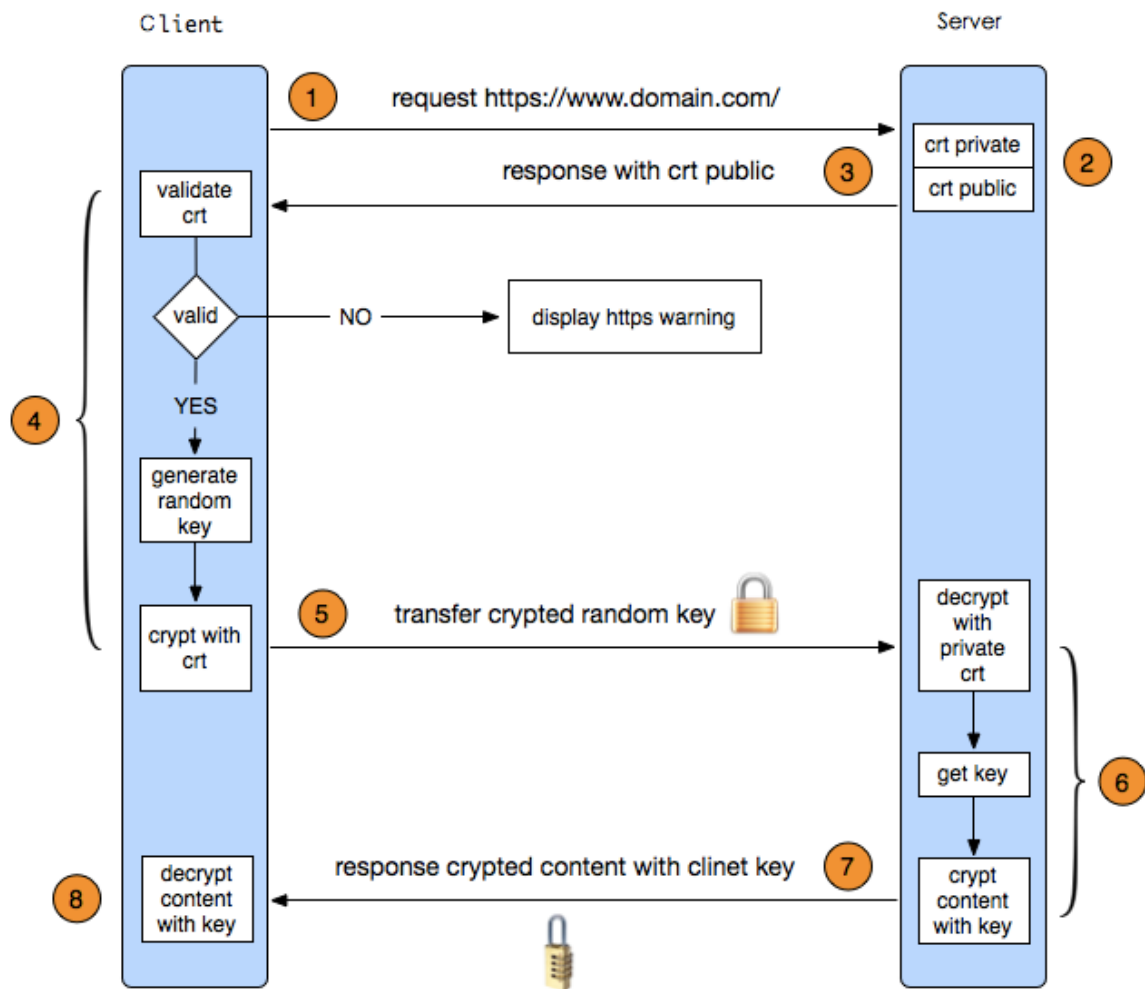 Client
Server
1
request https://www.domain.com/
crt private
2
response with crt public
3
crt public
validate
crt
valid
NO
display https warning
YES
4
generate
random
key
5
transfer crypted random key
crypt with
crt
decrypt
with
private
crt
get key
6
response crypted content with clinet key
7
8
decrypt
content
with key
crypt
content
with key